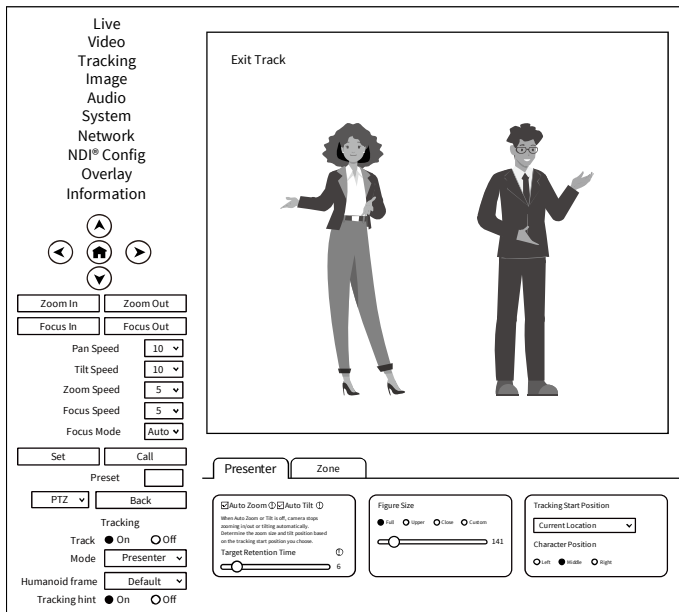 Live
Video
Tracking
Image
Audio
System
Network
NDI® Config
Overlay
Information
Zoom In Zoom Out
Focus In Focus Out
Pan Speed 10
Tilt Speed 10
Zoom Speed 5
Focus Speed 5
Focus Mode Auto
Set Call
Preset
PTZ Back
Tracking
Track On Off
Mode Presenter
Humanoid frame Default
Tracking hint On Off
Exit Track
Presenter Zone
Auto Zoom Auto Tilt
When Auto Zoom or Tilt is off, camera stops
zooming in/out or tilting automatically.
Determine the zoom size and tilt position based
on the tracking start position you choose.
Target Retention Time
6
Figure Size
Full Upper Close Custom
141
Tracking Start Position
Current Location
Character Position
Left Middle Right